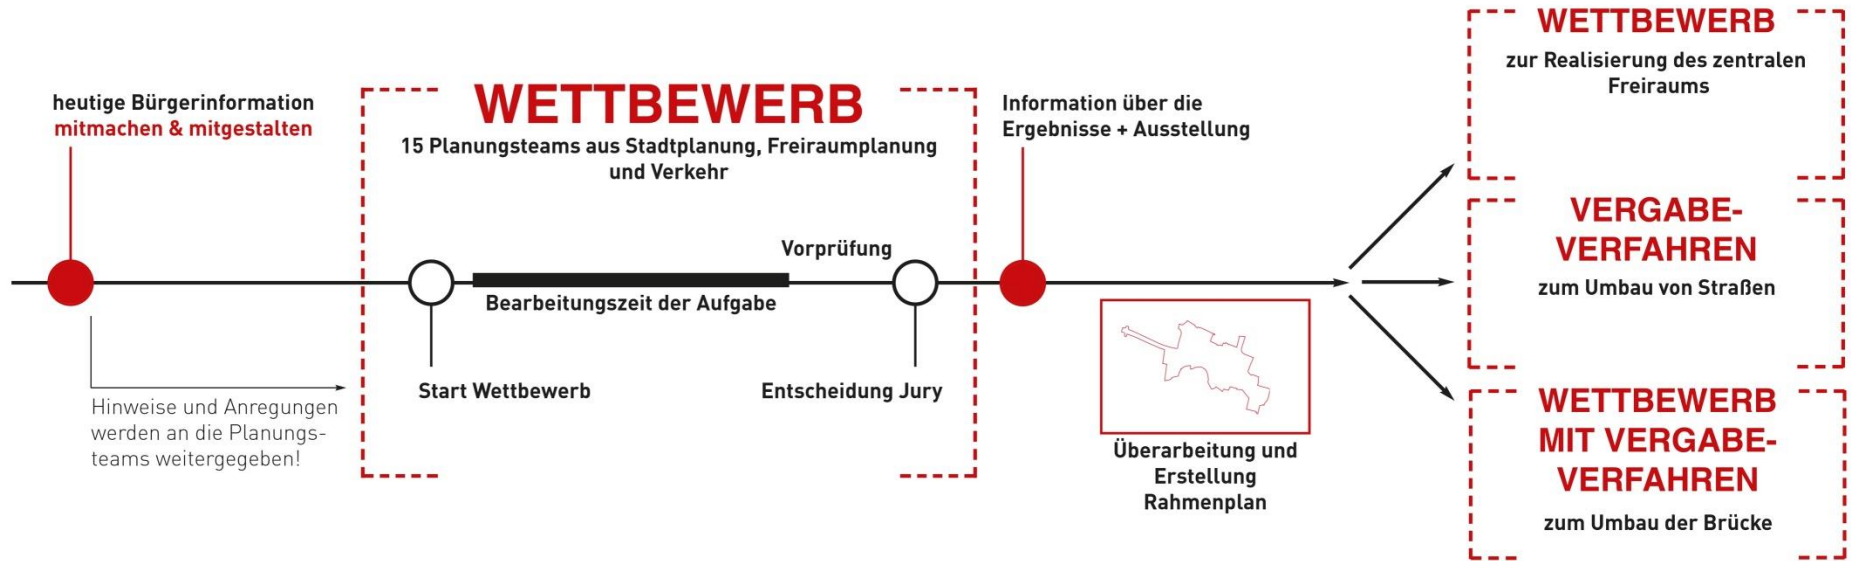 heutige Bürgerinformation
mitmachen & mitgestalten
Hinweise und Anregungen
werden an die Planungs-
teams weitergegeben!
WETTBEWERB
15 Planungsteams aus Stadtplanung, Freiraumplanung
und Verkehr
Vorprüfung
Bearbeitungszeit der Aufgabe
Start Wettbewerb
Entscheidung Jury
Information über die
Ergebnisse + Ausstellung
Überarbeitung und
Erstellung
Rahmenplan
WETTBEWERB
zur Realisierung des zentralen
Freiraums
VERGABE-
VERFAHREN
zum Umbau von Straßen
WETTBEWERB
MIT VERGABE-
VERFAHREN
zum Umbau der Brücke